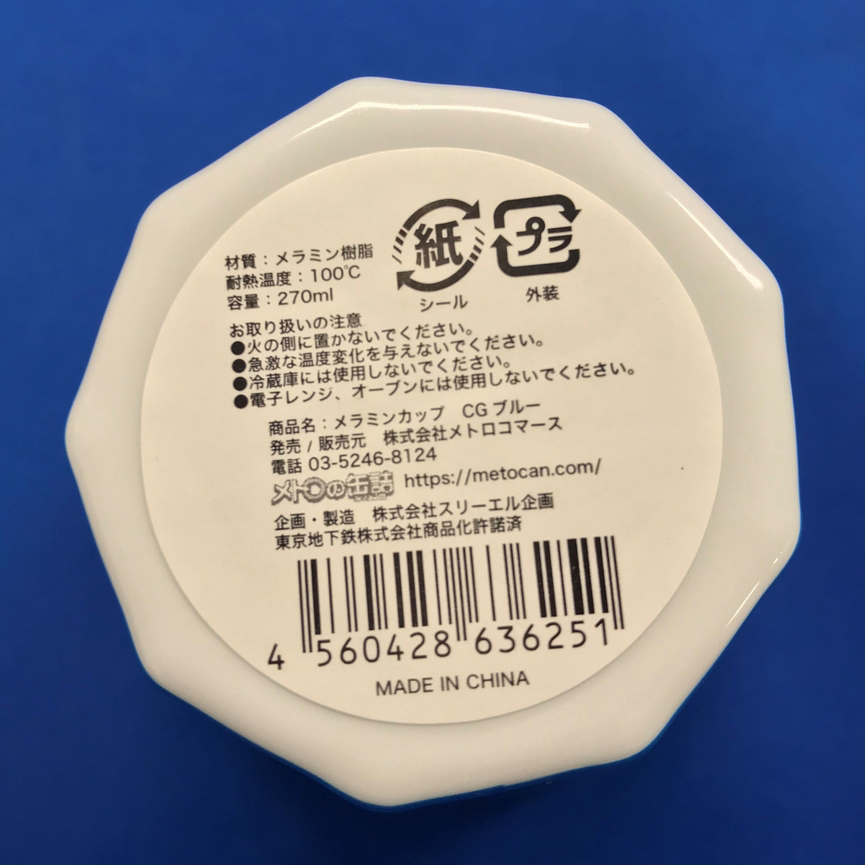 材質：メラミン樹脂
耐熱温度：100℃
容量：270ml
紙
シール
プラ
外装
お取り扱いの注意
●火の側に置かないでください。
●急激な温度変化を与えないでください。
●冷蔵庫には使用しないでください。
●電子レンジ、オーブンには使用しないでください。
商品名：メラミンカップ　CG ブルー
発売 / 販売元　株式会社メトロコマース
電話 03-5246-8124
メトロの缶詰 https://metocan.com/
企画・製造　株式会社スリーエル企画
東京地下鉄株式会社商品化許諾済
4 560428 636251
MADE IN CHINA